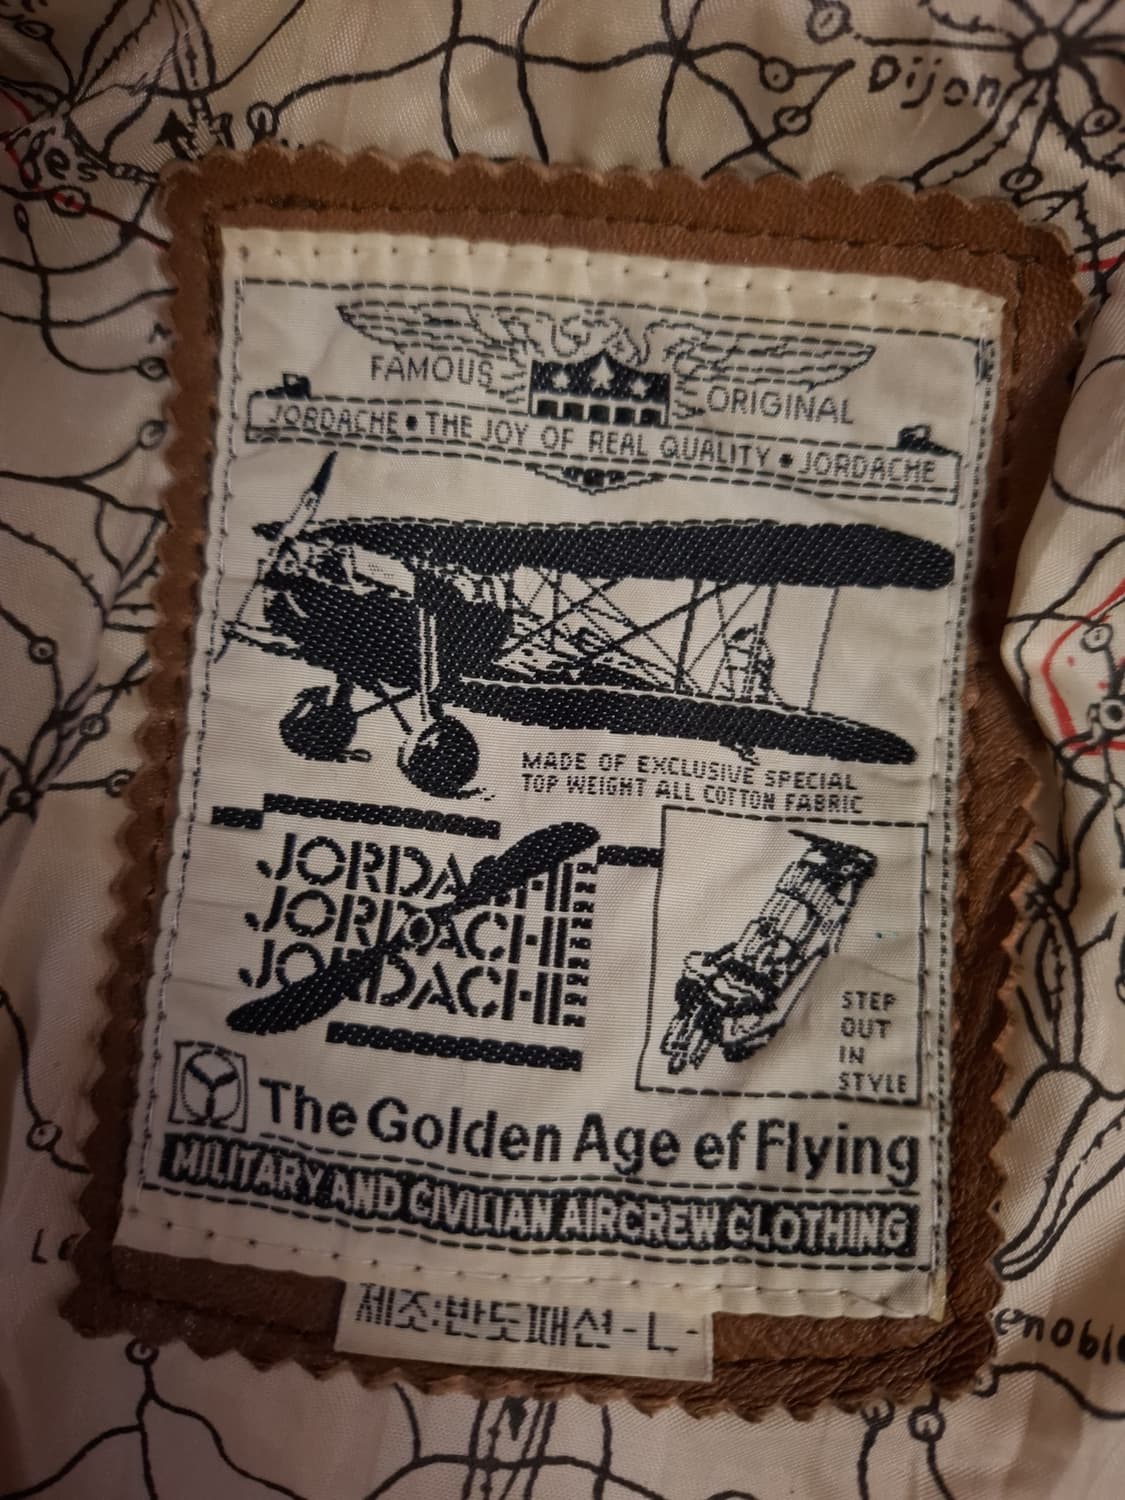 Dijon
FAMOUS
ORIGINAL
JORDACHE • THE JOY OF REAL QUALITY • JORDACHE
MADE OF EXCLUSIVE SPECIAL
TOP WEIGHT ALL COTTON FABRIC
JORDACHE
JORDACHE
JORDACHE
STEP
OUT
IN
STYLE
The Golden Age of Flying
MILITARY AND CIVILIAN AIRCREW CLOTHING
제조:반도패션-L-
enoble